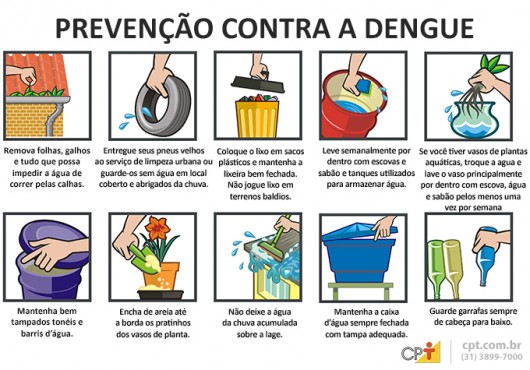 PREVENÇÃO CONTRA A DENGUE
Remova folhas, galhos
e tudo que possa
impedir a água de
correr pelas calhas.
Entregue seus pneus velhos
ao serviço de limpeza urbana ou
guarde-os sem água em local
coberto e abrigados da chuva.
Coloque o lixo em sacos
plásticos e mantenha a
lixeira bem fechada.
Não jogue lixo em
terrenos baldios.
Leve semanalmente por
dentro com escovas e
sabão e tanques utilizados
para armazenar água.
Se você tiver vasos de plantas
aquáticas, troque a água e
lave o vaso principalmente
por dentro com escova, água
e sabão pelos menos uma
vez por semana
Mantenha bem
tampados tonéis e
barris d’água.
Encha de areia até
a borda os pratinhos
dos vasos de planta.
Não deixe a água
da chuva acumulada
sobre a lage.
Mantenha a caixa
d’água sempre fechada
com tampa adequada.
Guarde garrafas sempre
de cabeça para baixo.
CPT
cpt.com.br
(31) 3899-7000